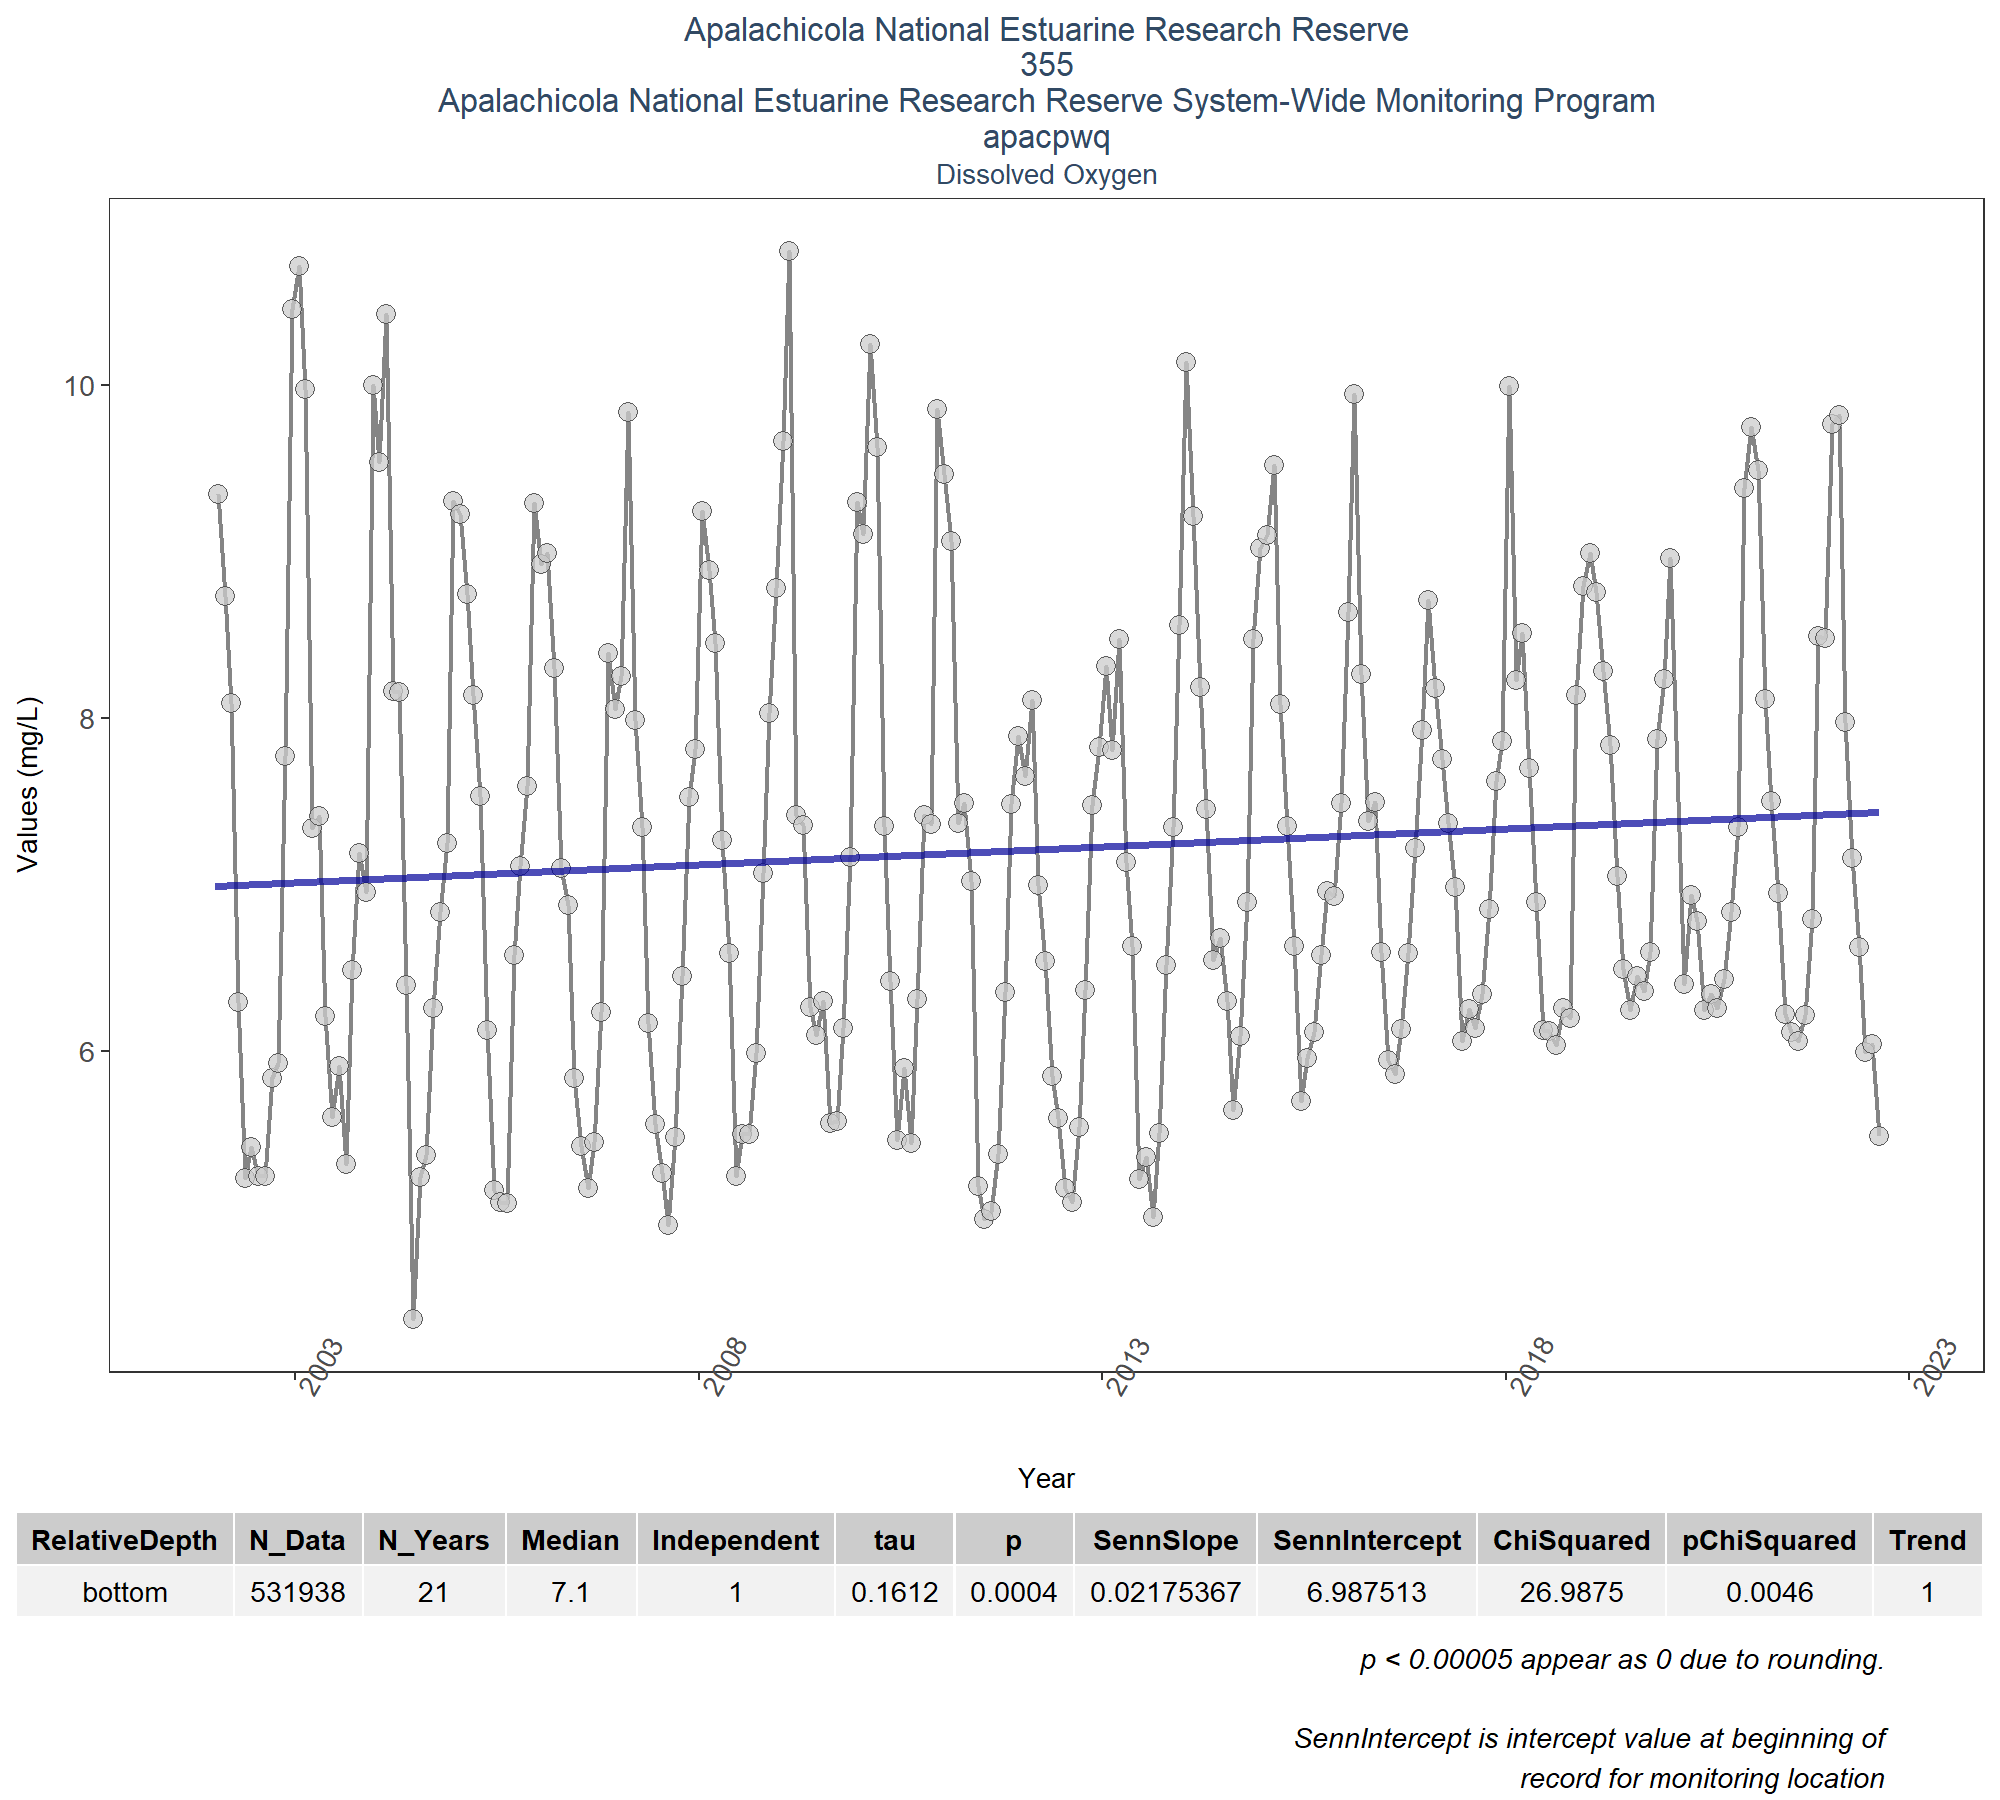 Apalachicola National Estuarine Research Reserve
355
Apalachicola National Estuarine Research Reserve System-Wide Monitoring Program
apacpwq
Dissolved Oxygen
Values (mg/L)
10
8
6
2003 2008 2013 2018 2023
Year
RelativeDepth N_Data N_Years Median Independent tau p SennSlope SennIntercept ChiSquared pChiSquared Trend
bottom 531938 21 7.1 1 0.1612 0.0004 0.02175367 6.987513 26.9875 0.0046 1
p < 0.00005 appear as 0 due to rounding.
SennIntercept is intercept value at beginning of
record for monitoring location